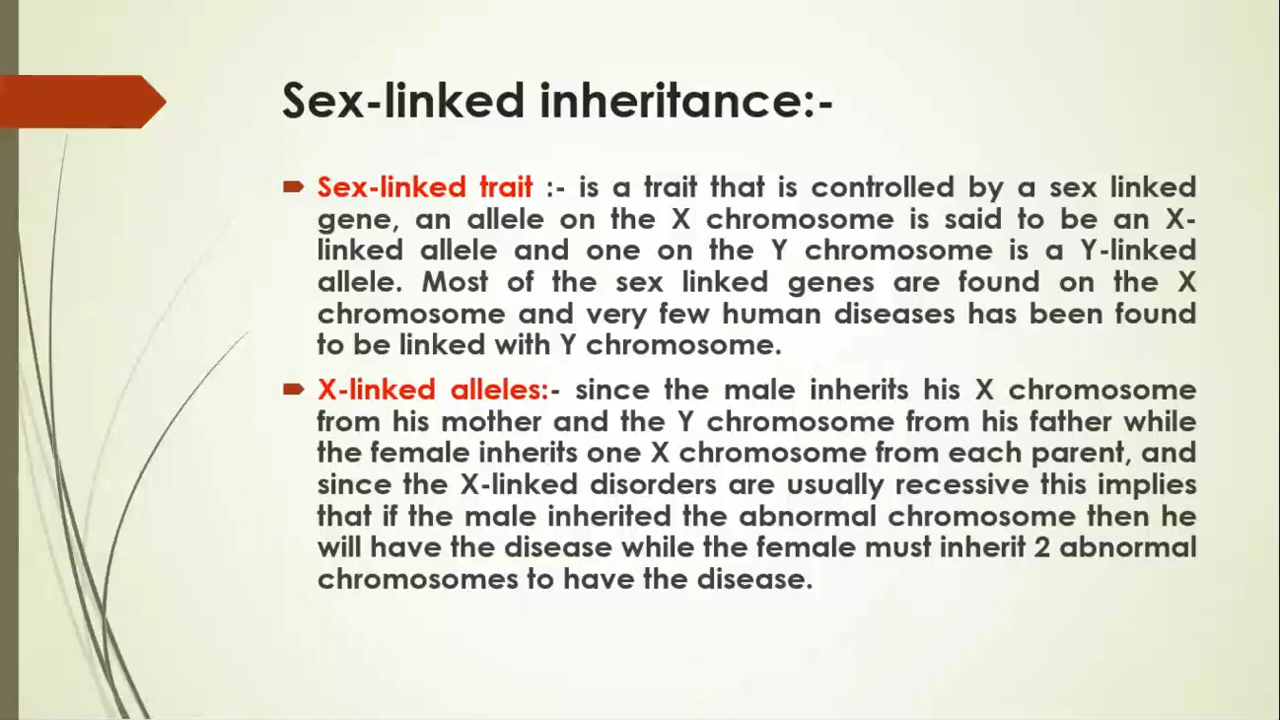 Sex-linked inheritance:-
Sex-linked trait :- is a trait that is controlled by a sex linked
gene, an allele on the X chromosome is said to be an X-
linked allele and one on the Y chromosome is a Y-linked
allele. Most of the sex linked genes are found on the X
chromosome and very few human diseases has been found
to be linked with Y chromosome.
X-linked alleles:- since the male inherits his X chromosome
from his mother and the Y chromosome from his father while
the female inherits one X chromosome from each parent, and
since the X-linked disorders are usually recessive this implies
that if the male inherited the abnormal chromosome then he
will have the disease while the female must inherit 2 abnormal
chromosomes to have the disease.